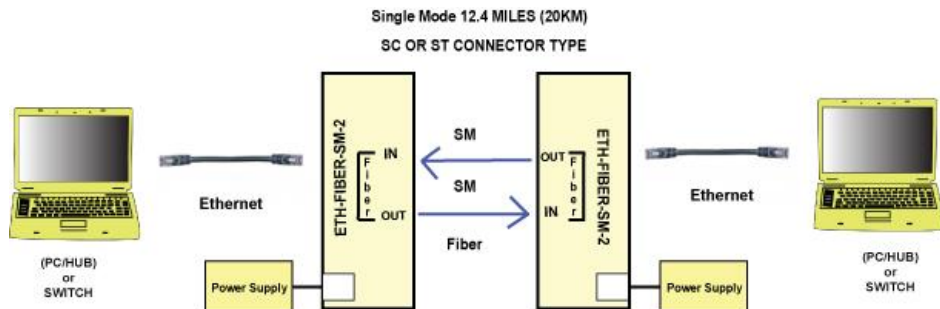 Single Mode 12.4 MILES (20KM)
SC OR ST CONNECTOR TYPE
ETH-FIBER-SM-2
IN
Fiber
OUT
SM
SM
Fiber
OUT
Fiber
IN
ETH-FIBER-SM-2
Ethernet
Ethernet
(PC/HUB)
or
SWITCH
Power Supply
Power Supply
(PC/HUB)
or
SWITCH